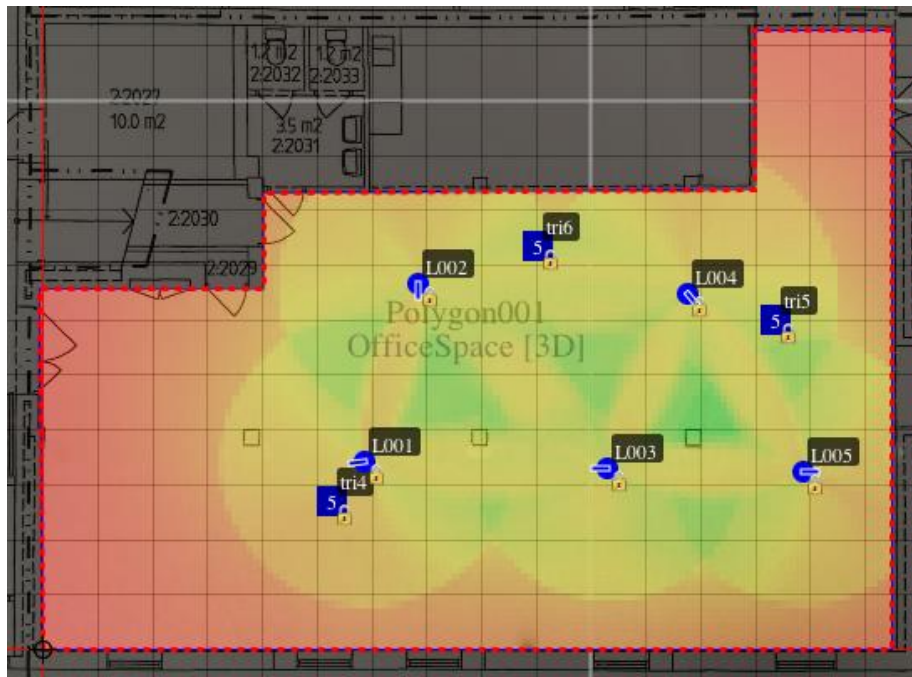 1.2 m2
2:2032
1.2 m2
2:2033
2:2027
10.0 m2
3.5 m2
2:2031
2:2030
2:2029
tri6
5
L002
L004
tri5
5
Polygon001
OfficeSpace [3D]
L001
tri4
5
L003
L005